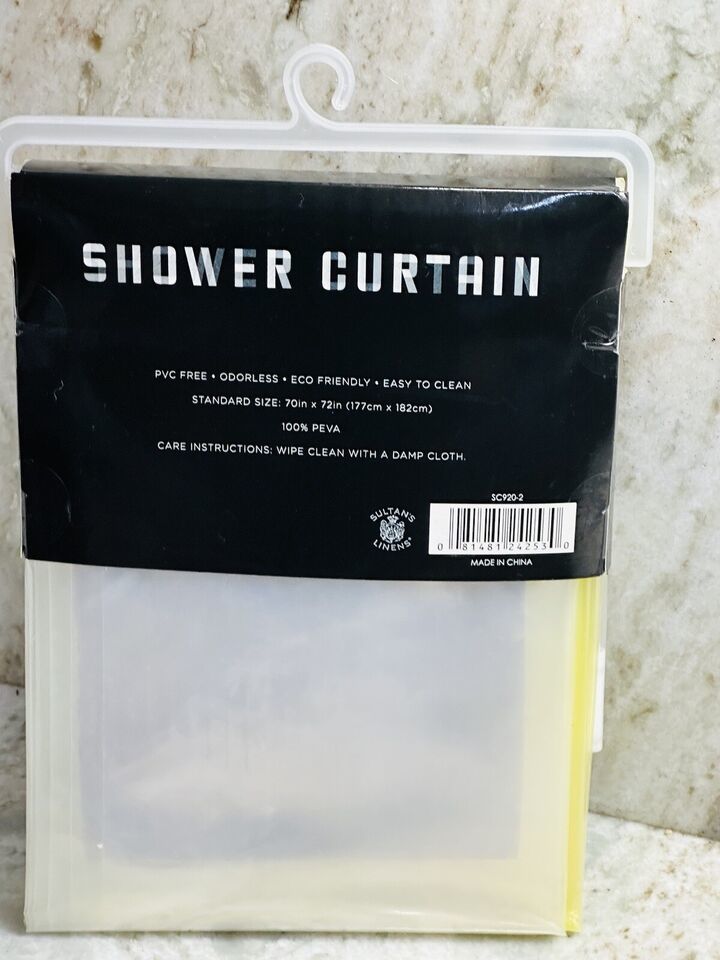 SHOWER CURTAIN
PVC FREE • ODORLESS • ECO FRIENDLY • EASY TO CLEAN
STANDARD SIZE: 70in x 72in (177cm x 182cm)
100% PEVA
CARE INSTRUCTIONS: WIPE CLEAN WITH A DAMP CLOTH.
SC920-2
SULTAN'S
LINENS®
0 81481 24253 0
MADE IN CHINA